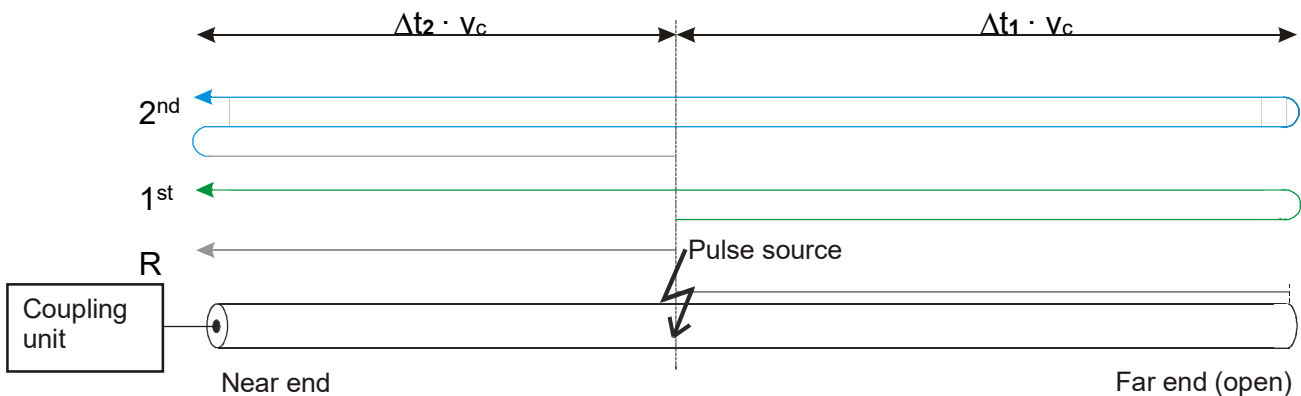 Δt2 · vc
Δt1 · vc
2nd
1st
R
Pulse source
Coupling
unit
Near end
Far end (open)